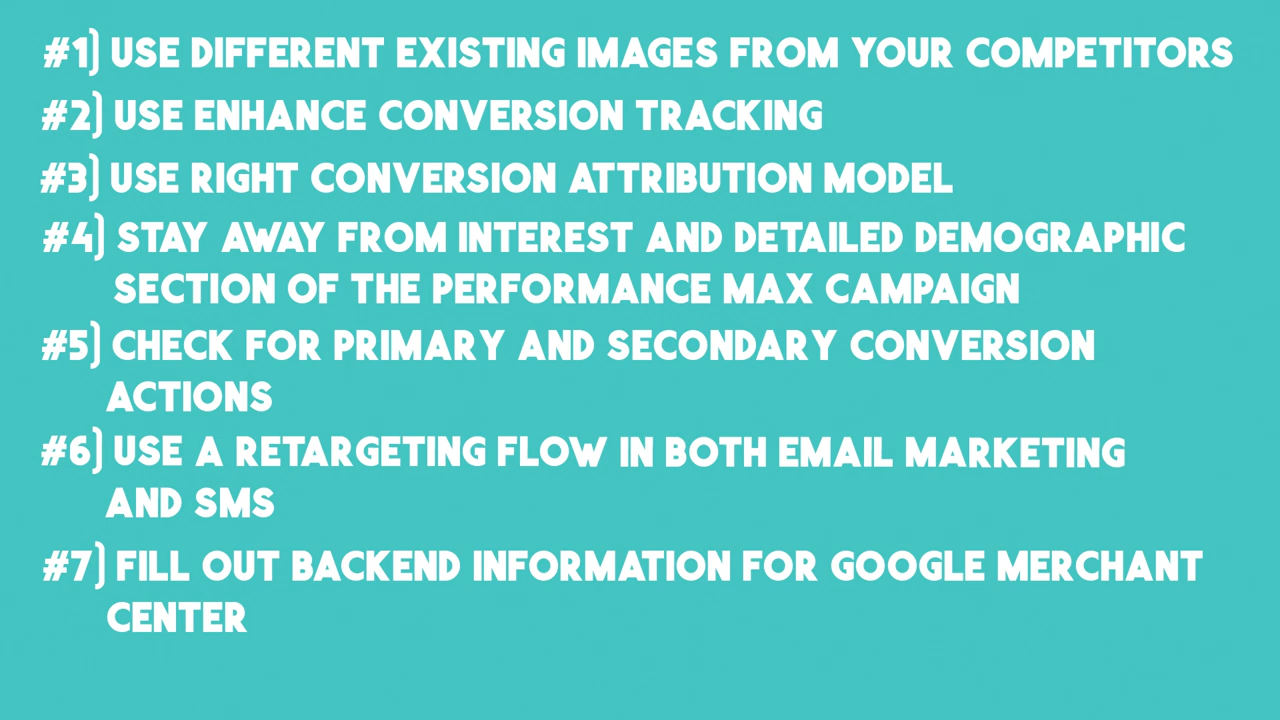 #1) USE DIFFERENT EXISTING IMAGES FROM YOUR COMPETITORS
#2) USE ENHANCE CONVERSION TRACKING
#3) USE RIGHT CONVERSION ATTRIBUTION MODEL
#4) STAY AWAY FROM INTEREST AND DETAILED DEMOGRAPHIC
SECTION OF THE PERFORMANCE MAX CAMPAIGN
#5) CHECK FOR PRIMARY AND SECONDARY CONVERSION
ACTIONS
#6) USE A RETARGETING FLOW IN BOTH EMAIL MARKETING
AND SMS
#7) FILL OUT BACKEND INFORMATION FOR GOOGLE MERCHANT
CENTER